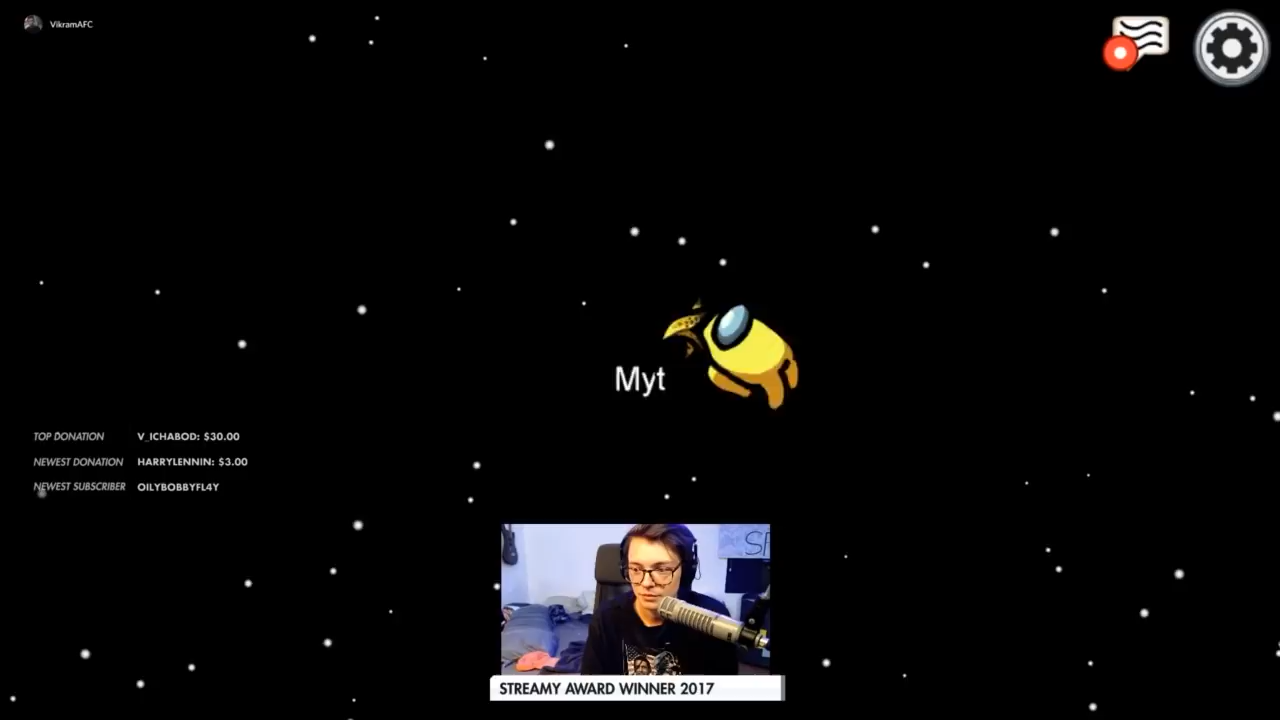 VikramAFC
Myt
TOP DONATION V_ICHABOD: $30.00
NEWEST DONATION HARRYLENNIN: $3.00
NEWEST SUBSCRIBER OILYBOBBYFL4Y
STREAMY AWARD WINNER 2017